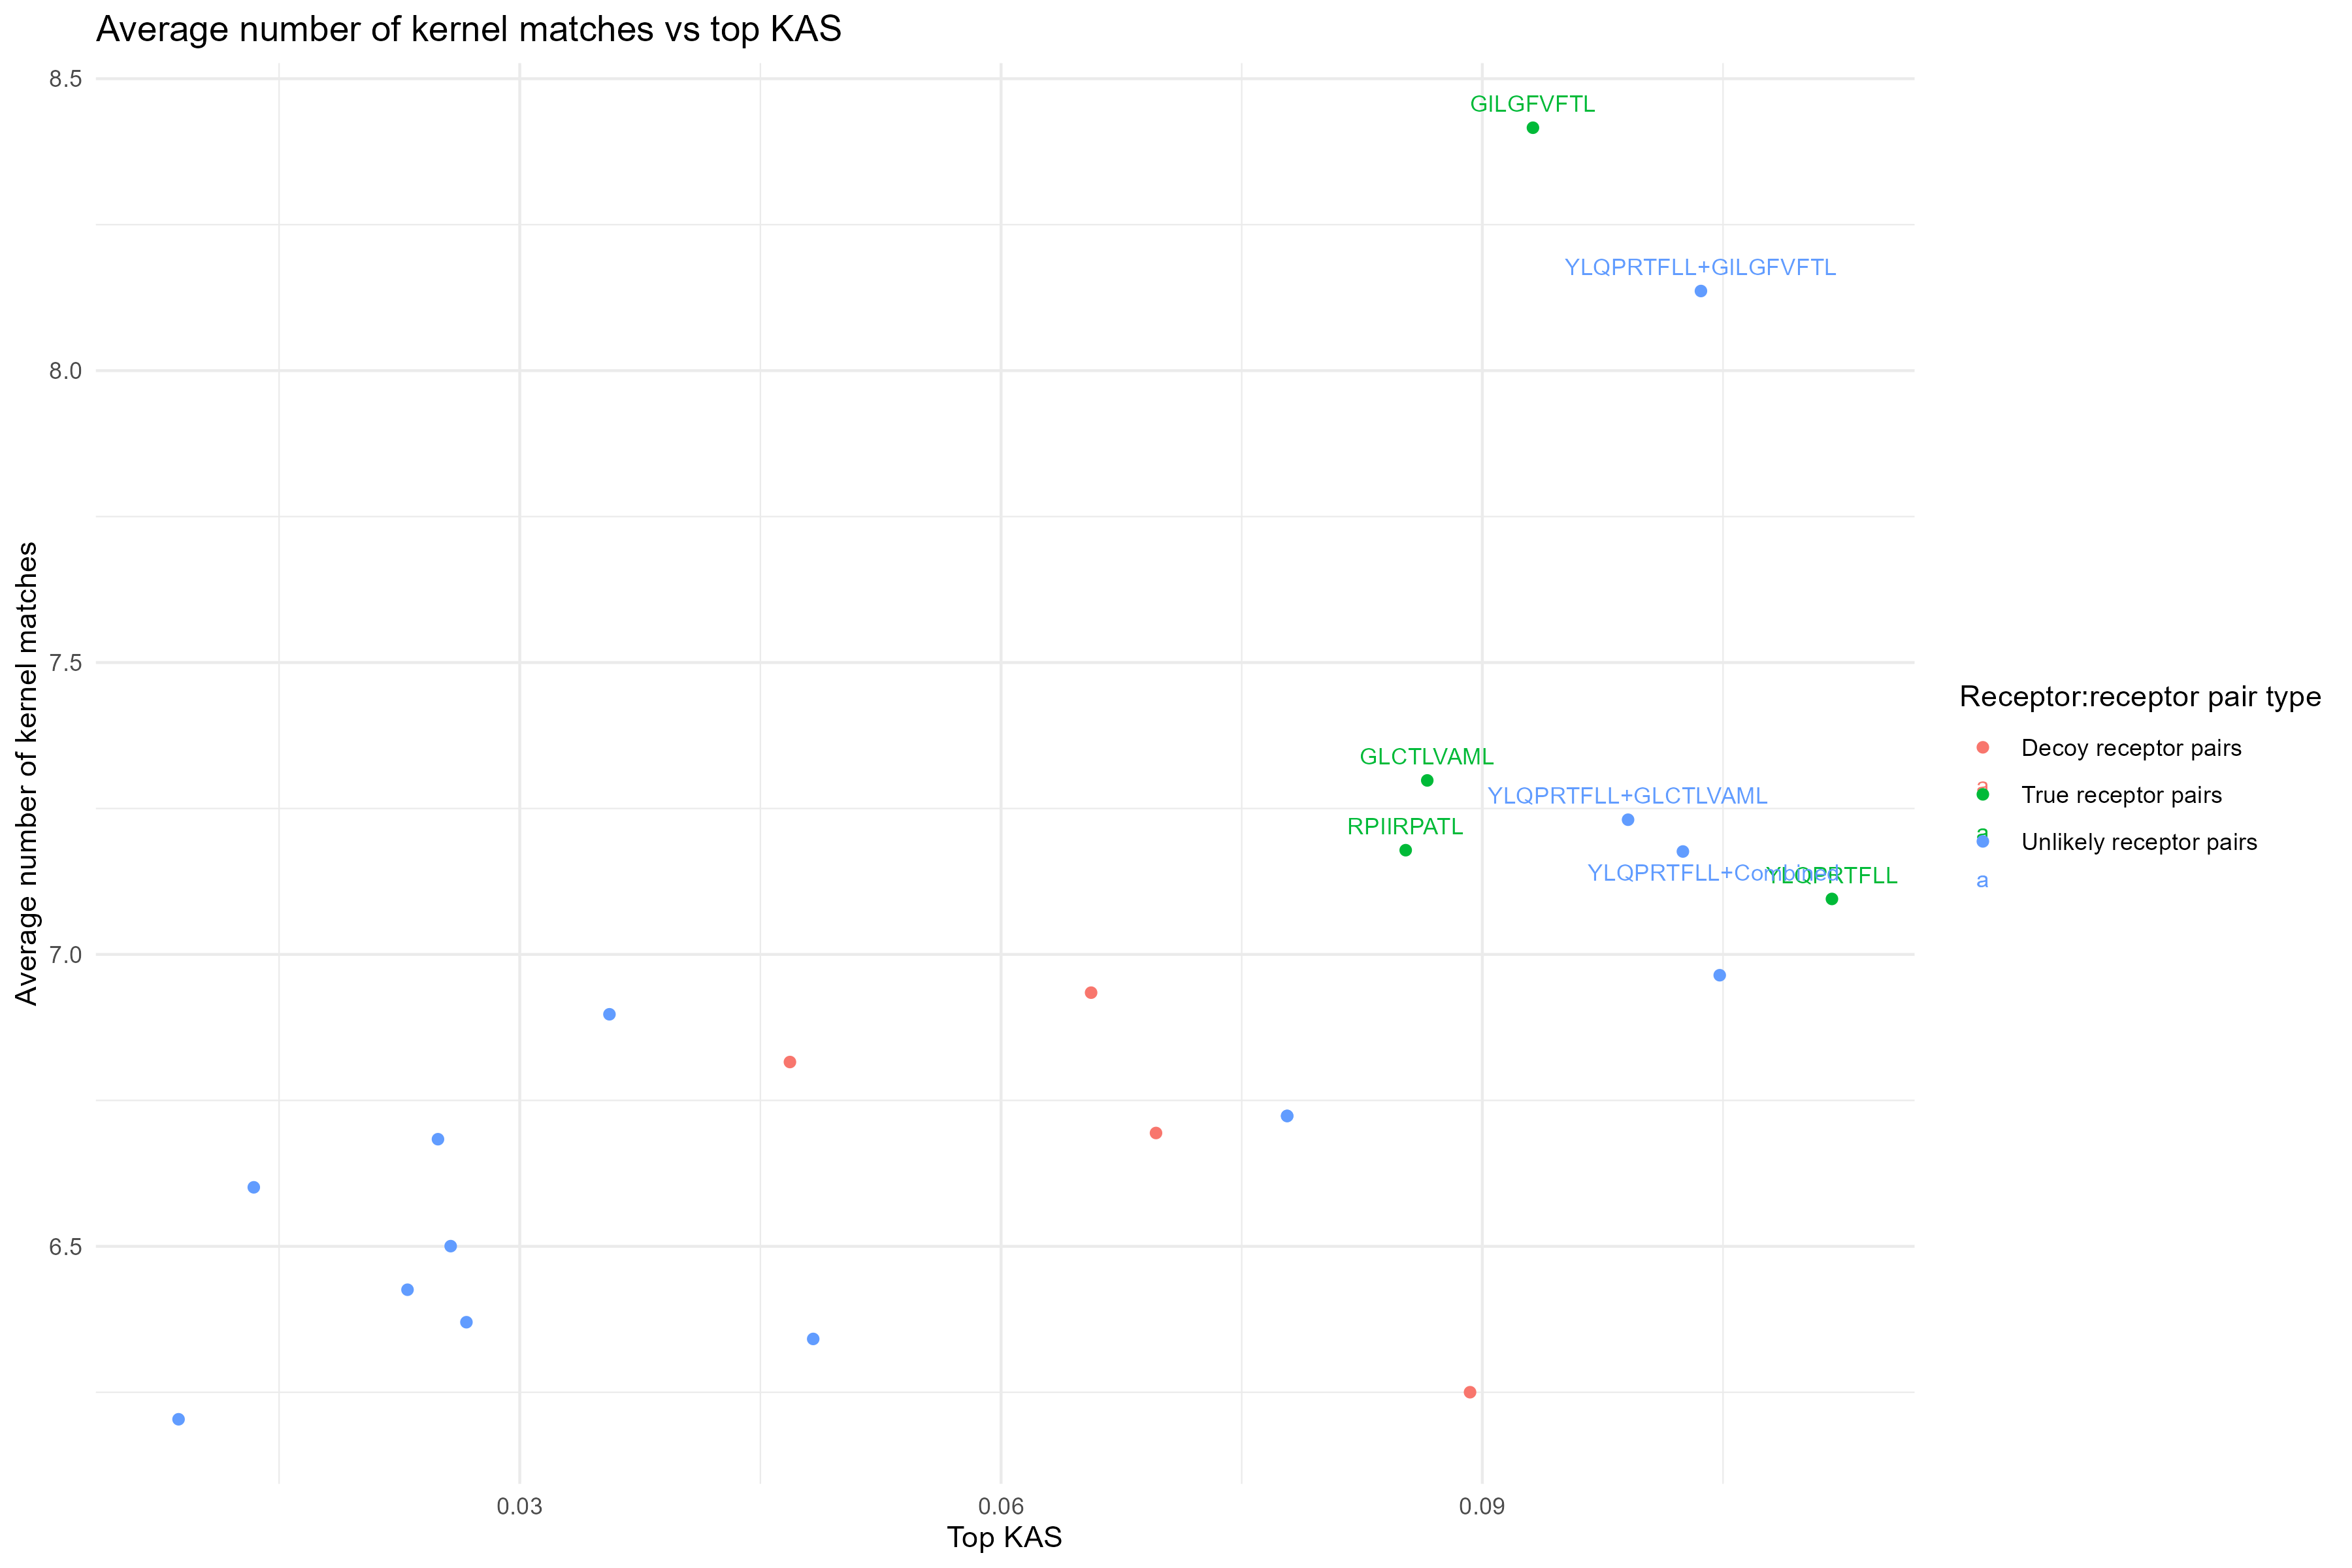 Average number of kernel matches vs top KAS
8.5
8.0
7.5
7.0
6.5
Average number of kernel matches
GILGFVFTL
YLQPRTFLL+GILGFVFTL
GLCTLVAML
YLQPRTFLL+GLCTLVAML
RPIIRPATL
YLQPRTFLL+Combined
YLQPRTFLL
0.03
0.06
0.09
Top KAS
Receptor:receptor pair type
Decoy receptor pairs
a
True receptor pairs
a
Unlikely receptor pairs
a